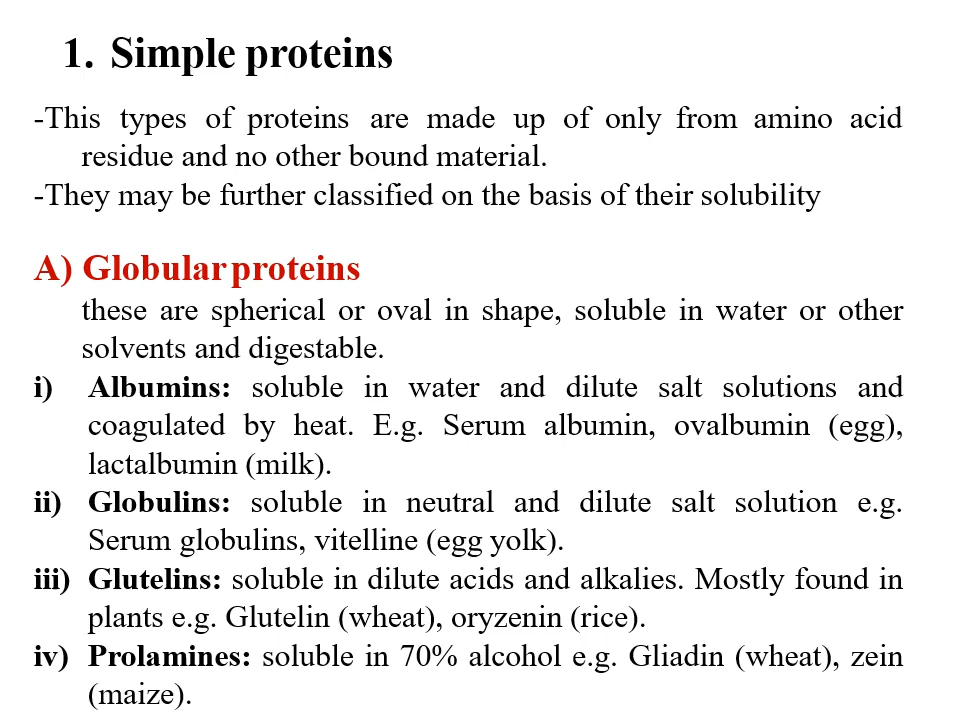 1. Simple proteins
-This types of proteins are made up of only from amino acid
residue and no other bound material.
-They may be further classified on the basis of their solubility
A) Globular proteins
these are spherical or oval in shape, soluble in water or other
solvents and digestable.
i) Albumins: soluble in water and dilute salt solutions and
coagulated by heat. E.g. Serum albumin, ovalbumin (egg),
lactalbumin (milk).
ii) Globulins: soluble in neutral and dilute salt solution e.g.
Serum globulins, vitelline (egg yolk).
iii) Glutelins: soluble in dilute acids and alkalies. Mostly found in
plants e.g. Glutelin (wheat), oryzenin (rice).
iv) Prolamines: soluble in 70% alcohol e.g. Gliadin (wheat), zein
(maize).